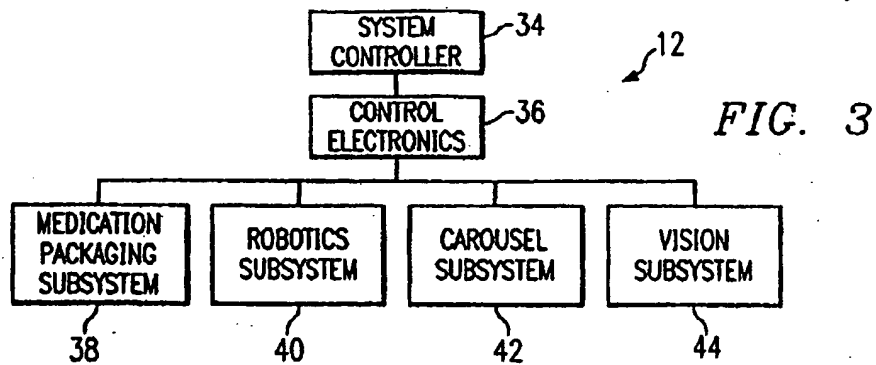 SYSTEM
CONTROLLER
34
12
CONTROL
ELECTRONICS
36
FIG. 3
MEDICATION
PACKAGING
SUBSYSTEM
ROBOTICS
SUBSYSTEM
CAROUSEL
SUBSYSTEM
VISION
SUBSYSTEM
38
40
42
44